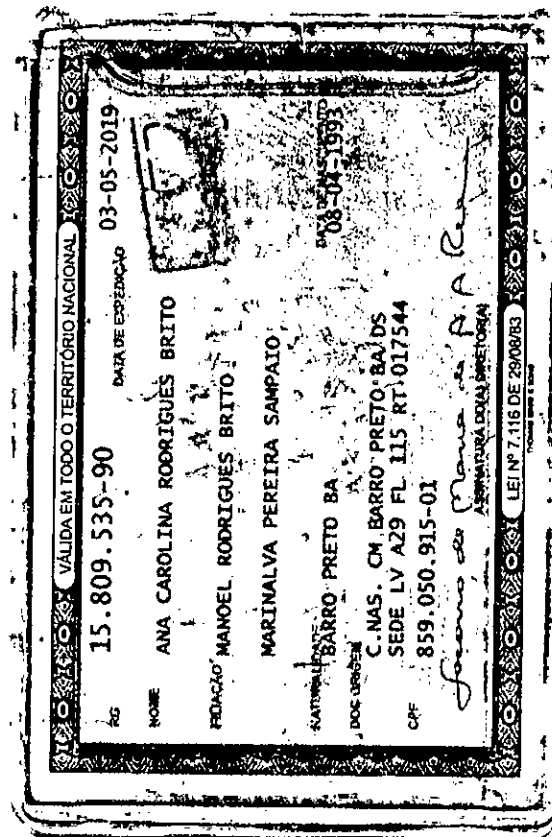 VÁLIDA EM TODO O TERRITÓRIO NACIONAL
RG 15.809.535-90 DATA DE EXPEDIÇÃO 03-05-2019
NOME ANA CAROLINA RODRIGUES BRITO
FILIAÇÃO MANOEL RODRIGUES BRITO
MARINALVA PEREIRA SAMPAIO
NATURALIDADE BARRO PRETO BA DATA DE NASCIMENTO 08-04-1993
DOC ORIGEM C.NAS. CM BARRO PRETO BA DS
SEDE LV A29 FL 115 RT 017544
CPF 859.050.915-01
ASSINATURA DO(A) DIRETOR(A)
LEI Nº 7.116 DE 29/08/83